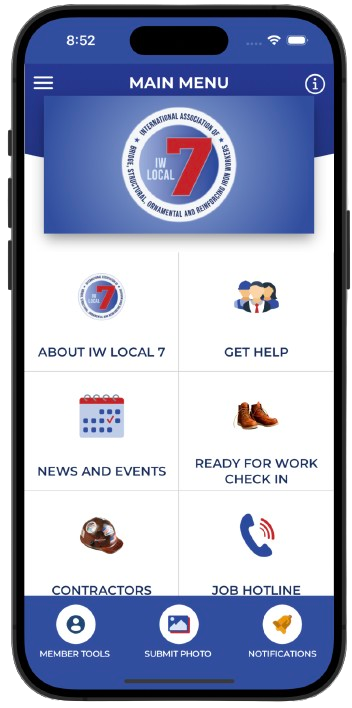 8:52
MAIN MENU
INTERNATIONAL ASSOCIATION OF
BRIDGE, STRUCTURAL, ORNAMENTAL AND REINFORCING IRON WORKERS
IW
LOCAL
7
ABOUT IW LOCAL 7
GET HELP
NEWS AND EVENTS
READY FOR WORK
CHECK IN
CONTRACTORS
JOB HOTLINE
MEMBER TOOLS
SUBMIT PHOTO
NOTIFICATIONS